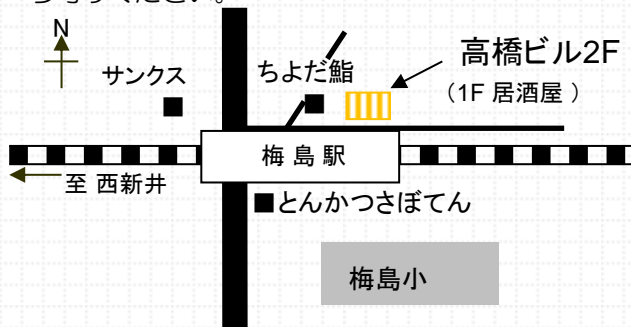 N
高橋ビル2F
サンクス
ちよだ鮨
（1F 居酒屋 ）
梅 島 駅
至 西新井
■とんかつさぼてん
梅島小